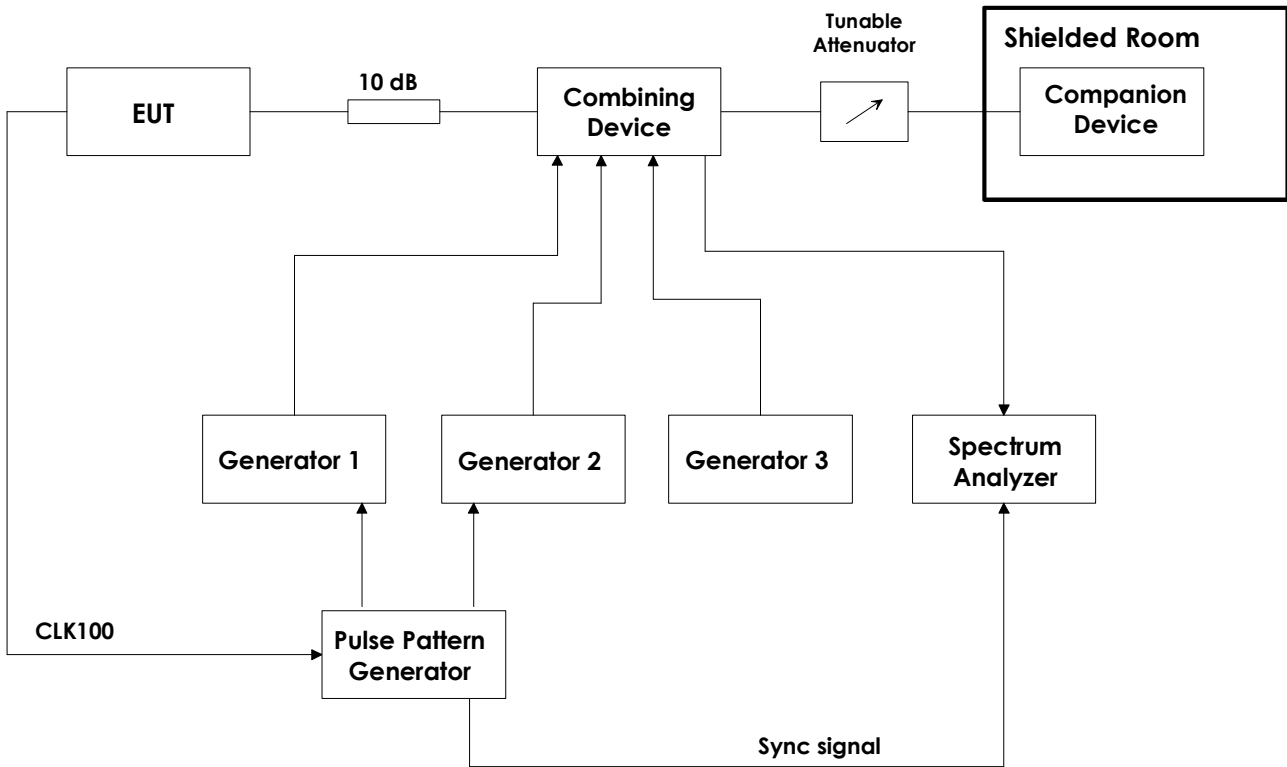 Tunable
Attenuator
Shielded Room
10 dB
EUT
Combining
Device
Companion
Device
Generator 1
Generator 2
Generator 3
Spectrum
Analyzer
CLK100
Pulse Pattern
Generator
Sync signal